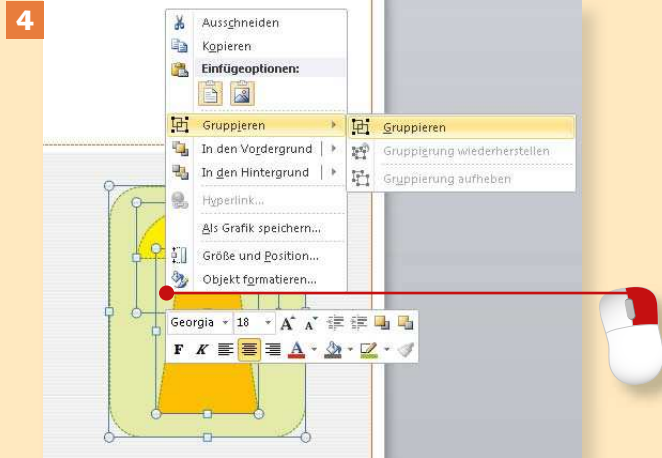 4
Ausschneiden
Kopieren
Einfügeoptionen:
Gruppieren
In den Vordergrund
In den Hintergrund
Hyperlink...
Als Grafik speichern...
Größe und Position...
Objekt formatieren...
Gruppieren
Gruppierung wiederherstellen
Gruppierung aufheben
Georgia 18 A A
F K A